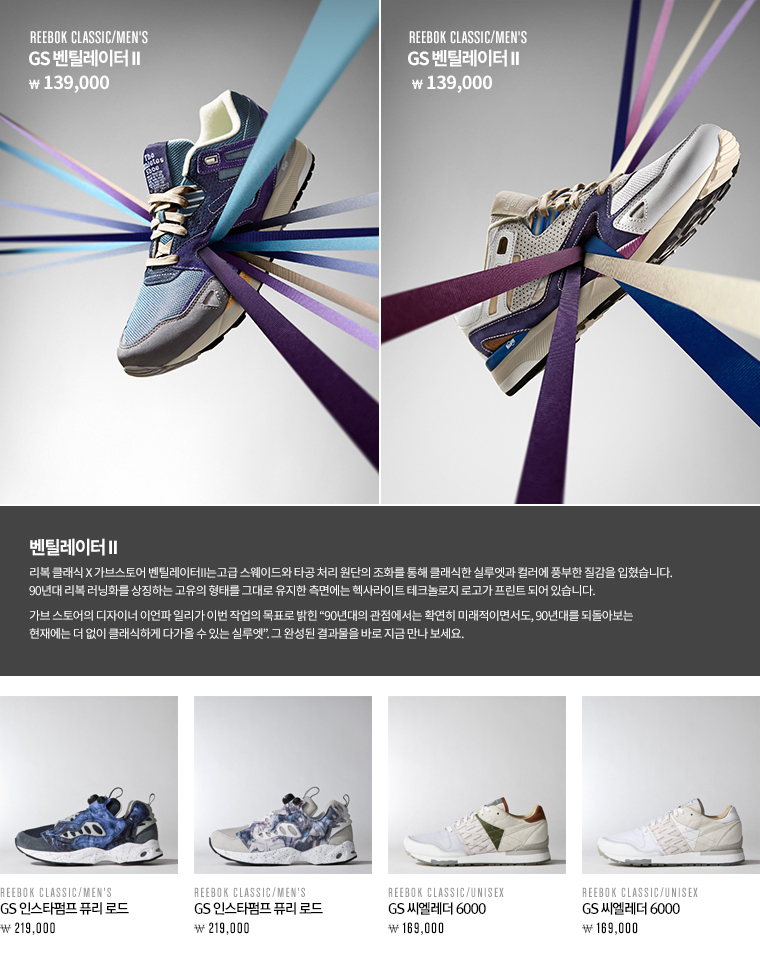 REEBOK CLASSIC/MEN'S
GS 벤틸레이터 II
₩ 139,000
REEBOK CLASSIC/MEN'S
GS 벤틸레이터 II
₩ 139,000
벤틸레이터 II
리복 클래식 X 가브스토어 벤틸레이터II는고급 스웨이드와 타공 처리 원단의 조화를 통해 클래식한 실루엣과 컬러에 풍부한 질감을 입혔습니다.
90년대 리복 러닝화를 상징하는 고유의 형태를 그대로 유지한 측면에는 헥사라이트 테크놀로지 로고가 프린트 되어 있습니다.
가브 스토어의 디자이너 이언파 일리가 이번 작업의 목표로 밝힌 “90년대의 관점에서는 확연히 미래적이면서도, 90년대를 되돌아보는
현재에는 더 없이 클래식하게 다가올 수 있는 실루엣”. 그 완성된 결과물을 바로 지금 만나 보세요.
REEBOK CLASSIC/MEN'S
GS 인스타펌프 퓨리 로드
₩ 219,000
REEBOK CLASSIC/MEN'S
GS 인스타펌프 퓨리 로드
₩ 219,000
REEBOK CLASSIC/UNISEX
GS 씨엘레더 6000
₩ 169,000
REEBOK CLASSIC/UNISEX
GS 씨엘레더 6000
₩ 169,000